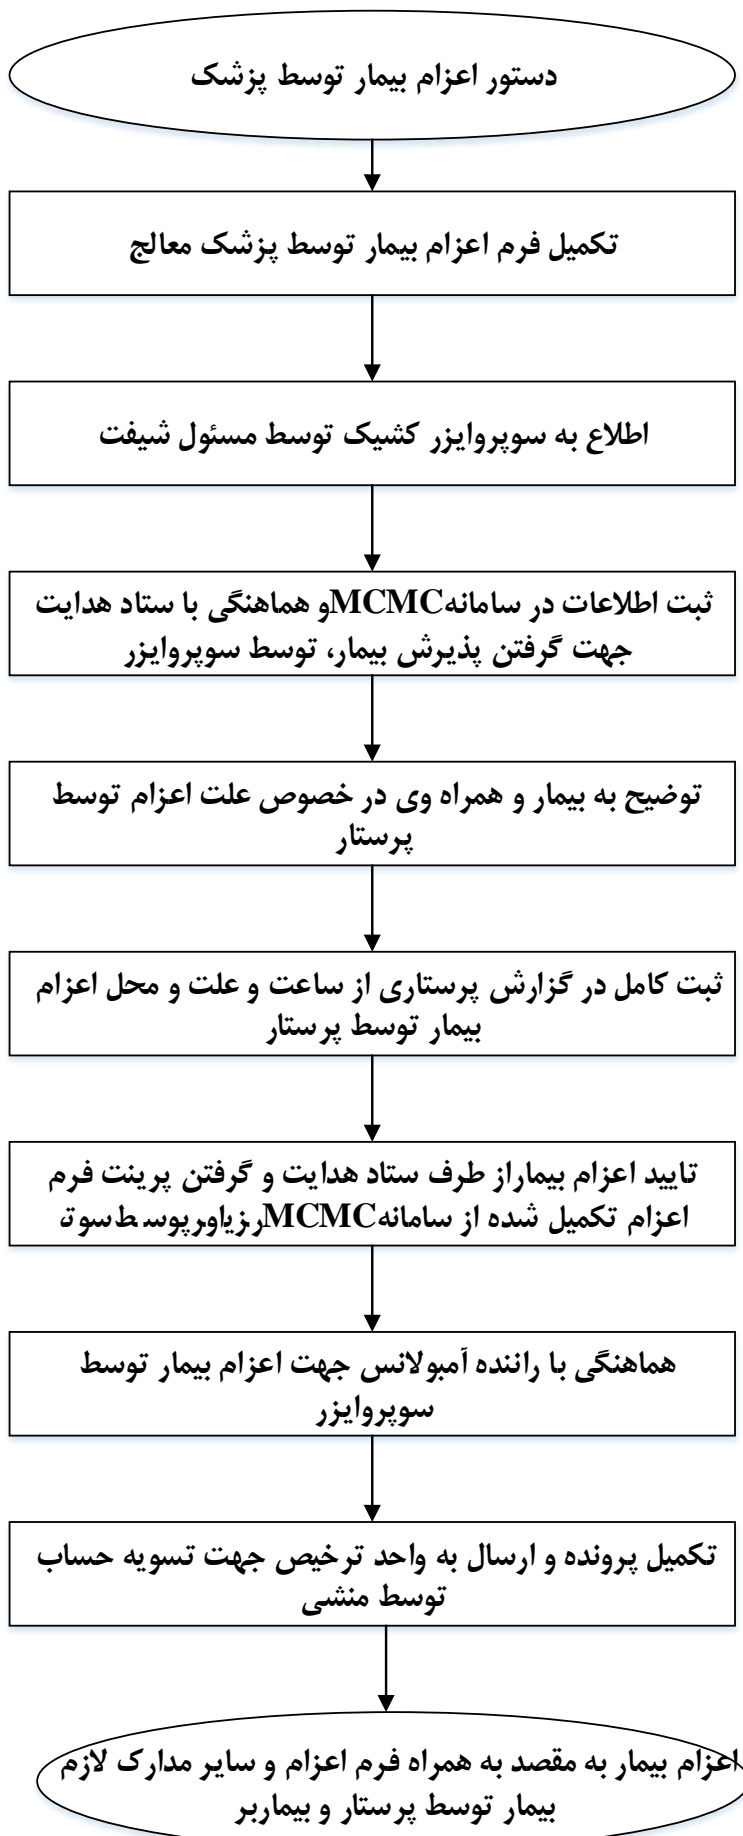 دستور اعزام بیمار توسط پزشک
تکمیل فرم اعزام بیمار توسط پزشک معالج
اطلاع به سوپروایزر کشیک توسط مسئول شیفت
ثبت اطلاعات در سامانهMCMCو هماهنگی با ستاد هدایت
جهت گرفتن پذیرش بیمار، توسط سوپروایزر
توضیح به بیمار و همراه وی در خصوص علت اعزام توسط
پرستار
ثبت کامل در گزارش پرستاری از ساعت و علت و محل اعزام
بیمار توسط پرستار
تایید اعزام بیماراز طرف ستاد هدایت و گرفتن پرینت فرم
اعزام تکمیل شده از سامانهMCMC
هماهنگی با راننده آمبولانس جهت اعزام بیمار توسط
سوپروایزر
تکمیل پرونده و ارسال به واحد ترخیص جهت تسویه حساب
توسط منشی
اعزام بیمار به مقصد به همراه فرم اعزام و سایر مدارک لازم
بیمار توسط پرستار و بیماربر